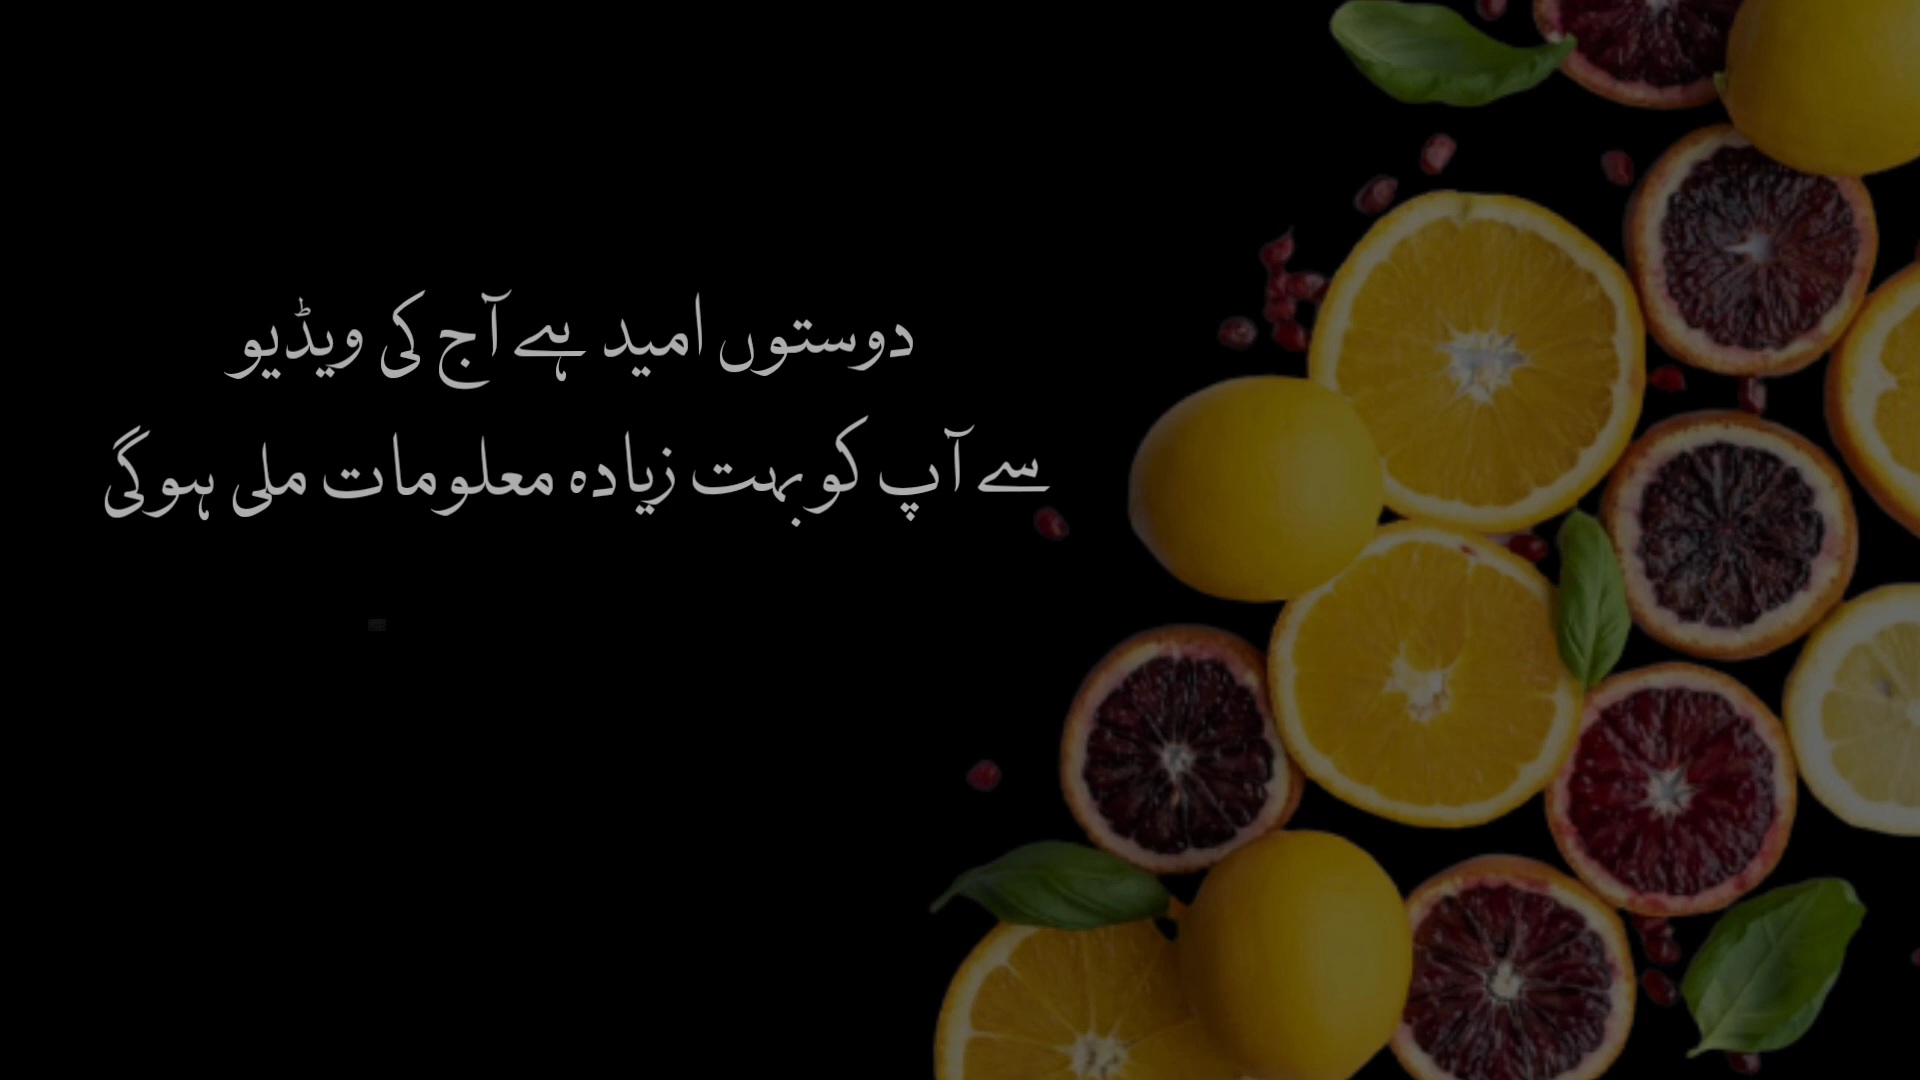 دوستوں امید ہے آج کی ویڈیو
سے آپ کو بہت زیادہ معلومات ملی ہوگی